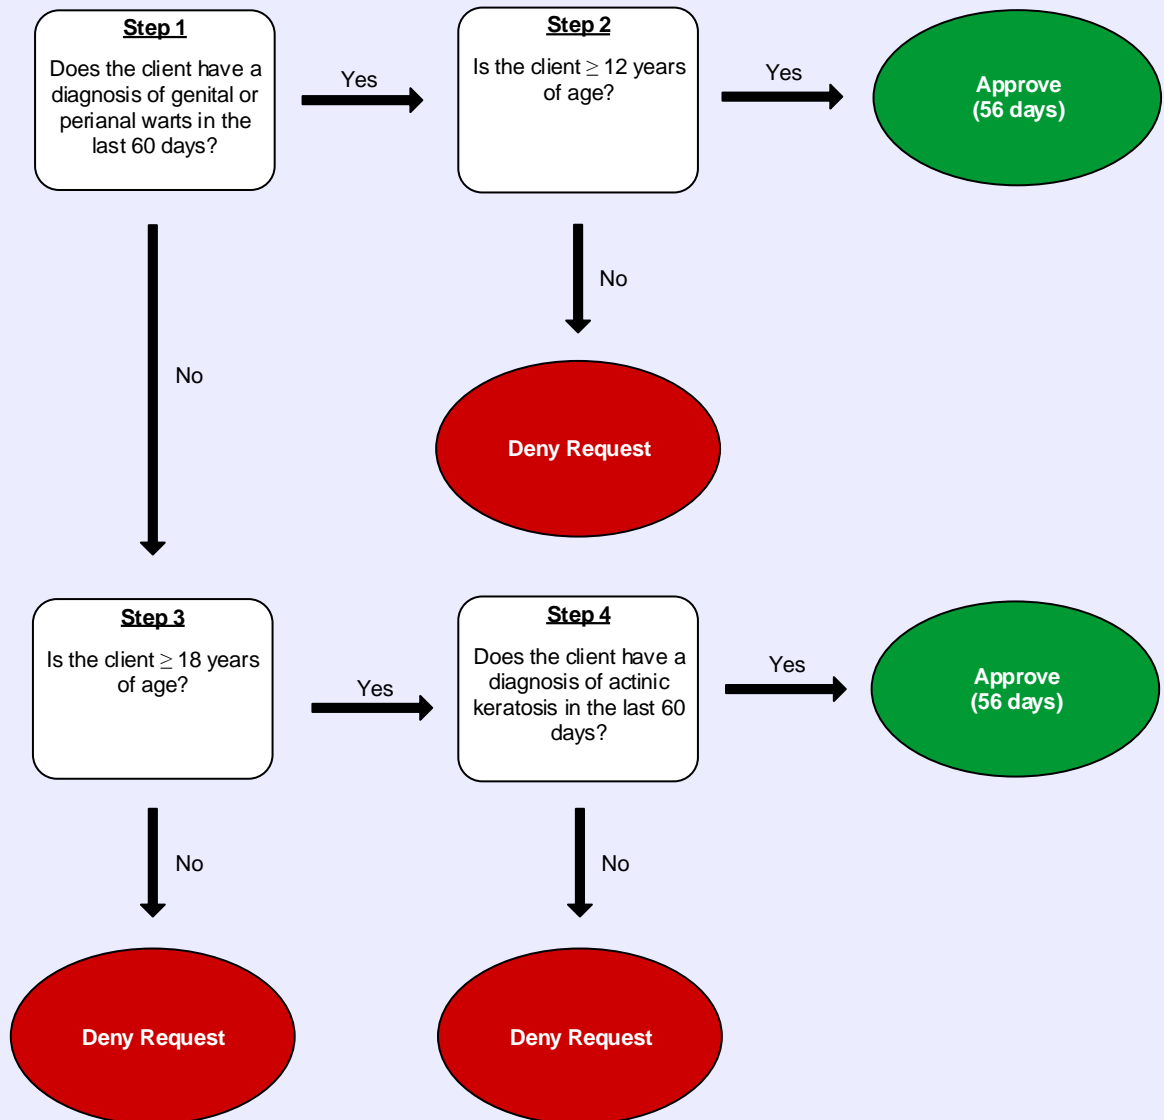 Step 1
Does the client have a
diagnosis of genital or
perianal warts in the
last 60 days?
Yes
Step 2
Is the client ≥ 12 years
of age?
Yes
Approve
(56 days)
No
No
Deny Request
Step 3
Is the client ≥ 18 years
of age?
Yes
Step 4
Does the client have a
diagnosis of actinic
keratosis in the last 60
days?
Yes
Approve
(56 days)
No
No
Deny Request
Deny Request